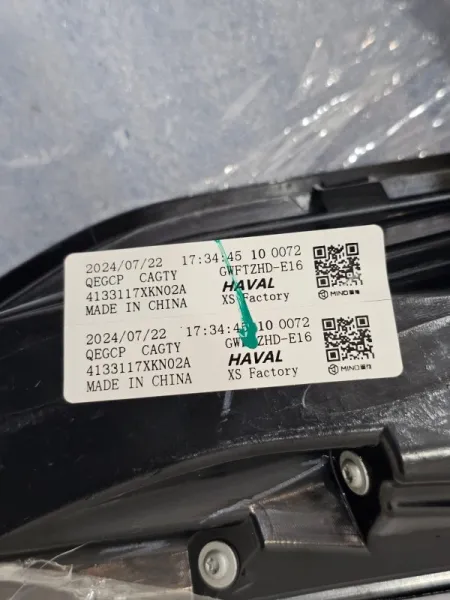 2024/07/22 17:34:45 10 0072
QEGCP CAGTY GWFTZHD-E16
4133117XKN02A HAVAL
MADE IN CHINA XS Factory MIND
2024/07/22 17:34:45 10 0072
QEGCP CAGTY GWFTZHD-E16
4133117XKN02A HAVAL
MADE IN CHINA XS Factory MIND